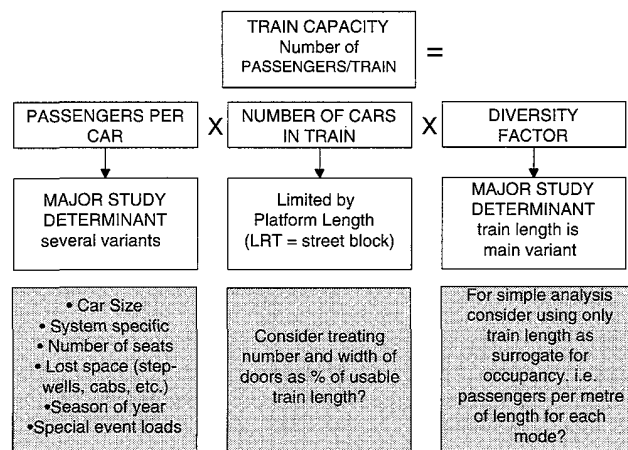 TRAIN CAPACITY
Number of
PASSENGERS/TRAIN
=
PASSENGERS PER
CAR
X
NUMBER OF CARS
IN TRAIN
X
DIVERSITY
FACTOR
MAJOR STUDY
DETERMINANT
several variants
Limited by
Platform Length
(LRT = street block)
MAJOR STUDY
DETERMINANT
train length is
main variant
• Car Size
• System specific
• Number of seats
• Lost space (step-
wells, cabs, etc.)
•Season of year
•Special event loads
Consider treating
number and width of
doors as % of usable
train length?
For simple analysis
consider using only
train length as
surrogate for
occupancy. i.e.
passengers per metre
of length for each
mode?